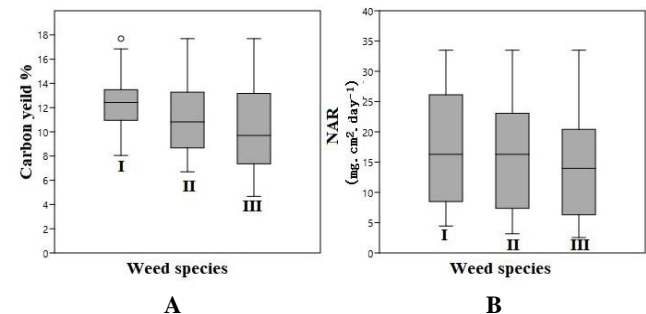 18
16
14
12
10
8
6
4
2
0
Carbon yeild %
I
II
III
Weed species
A
40
35
30
25
20
15
10
5
0
NAR
(mg. cm². day⁻¹)
I
II
III
Weed species
B